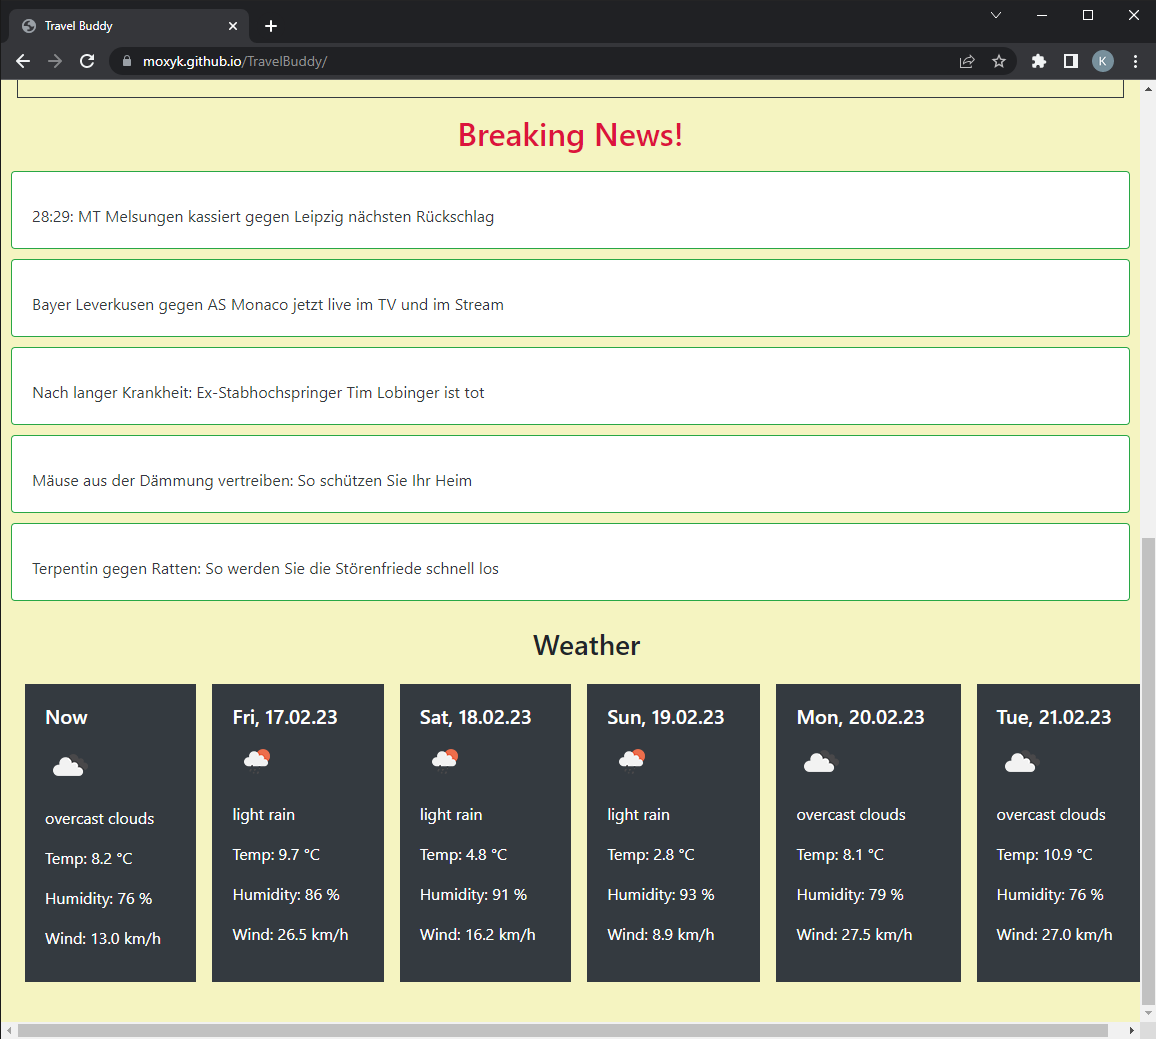 Travel Buddy
moxyk.github.io/TravelBuddy/
K
Breaking News!
28:29: MT Melsungen kassiert gegen Leipzig nächsten Rückschlag
Bayer Leverkusen gegen AS Monaco jetzt live im TV und im Stream
Nach langer Krankheit: Ex-Stabhochspringer Tim Lobinger ist tot
Mäuse aus der Dämmung vertreiben: So schützen Sie Ihr Heim
Terpentin gegen Ratten: So werden Sie die Störenfriede schnell los
Weather
Now
overcast clouds
Temp: 8.2 °C
Humidity: 76 %
Wind: 13.0 km/h
Fri, 17.02.23
light rain
Temp: 9.7 °C
Humidity: 86 %
Wind: 26.5 km/h
Sat, 18.02.23
light rain
Temp: 4.8 °C
Humidity: 91 %
Wind: 16.2 km/h
Sun, 19.02.23
light rain
Temp: 2.8 °C
Humidity: 93 %
Wind: 8.9 km/h
Mon, 20.02.23
overcast clouds
Temp: 8.1 °C
Humidity: 79 %
Wind: 27.5 km/h
Tue, 21.02.23
overcast clouds
Temp: 10.9 °C
Humidity: 76 %
Wind: 27.0 km/h